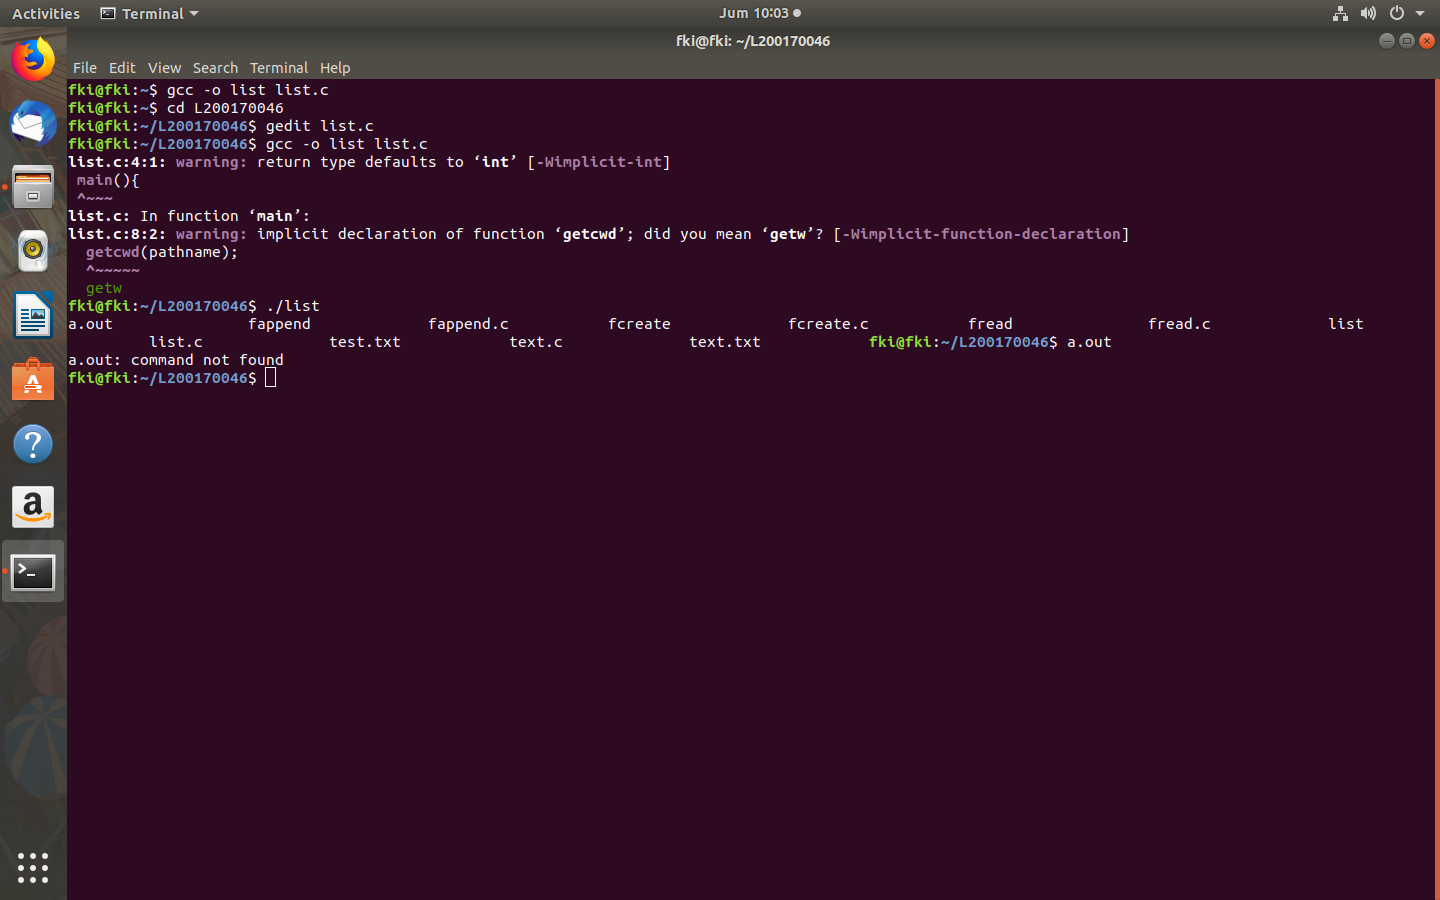 Activities Terminal Jum 10:03
fki@fki: ~/L200170046
File Edit View Search Terminal Help
fki@fki:~$ gcc -o list list.c
fki@fki:~$ cd L200170046
fki@fki:~/L200170046$ gedit list.c
fki@fki:~/L200170046$ gcc -o list list.c
list.c:4:1: warning: return type defaults to ‘int’ [-Wimplicit-int]
main(){
^~~~
list.c: In function ‘main’:
list.c:8:2: warning: implicit declaration of function ‘getcwd’; did you mean ‘getw’? [-Wimplicit-function-declaration]
getcwd(pathname);
^~~~~~
getw
fki@fki:~/L200170046$ ./list
a.out fappend fappend.c fcreate fcreate.c fread fread.c list
list.c test.txt text.c text.txt fki@fki:~/L200170046$ a.out
a.out: command not found
fki@fki:~/L200170046$